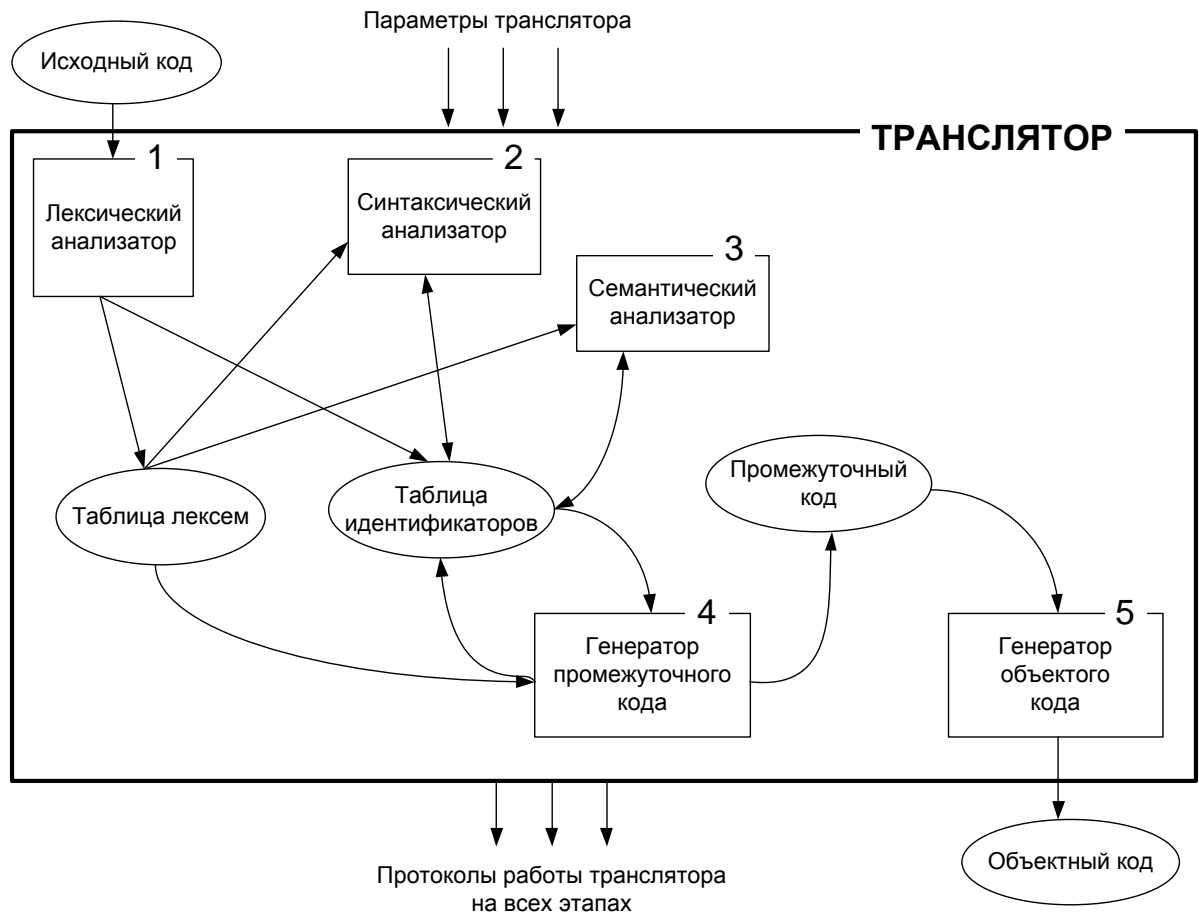 Параметры транслятора
Исходный код
ТРАНСЛЯТОР
1
Лексический
анализатор
2
Синтаксический
анализатор
3
Семантический
анализатор
Таблица лексем
Таблица
идентификаторов
Промежуточный
код
4
Генератор
промежуточного
кода
5
Генератор
объектого
кода
Протоколы работы транслятора
на всех этапах
Объектный код